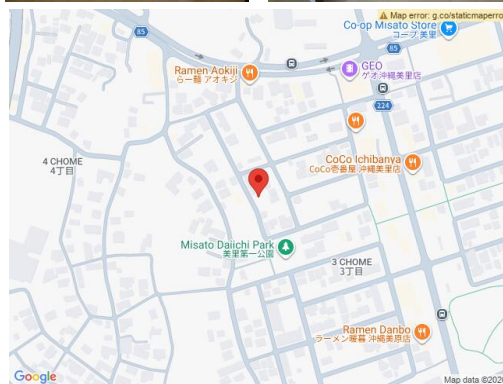 Map error: g.co/staticmaperro
Co-op Misato Store
コープ美里
85
85
GEO
ゲオ沖縄美里店
Ramen Aokiji
らー麺 アオキジ
224
CoCo Ichibanya
CoCo壱番屋 沖縄美里店
4 CHOME
4丁目
Misato Daiichi Park
美里第一公園
3 CHOME
3丁目
Ramen Danbo
ラーメン暖暮 沖縄美原店
Google
Map data ©202